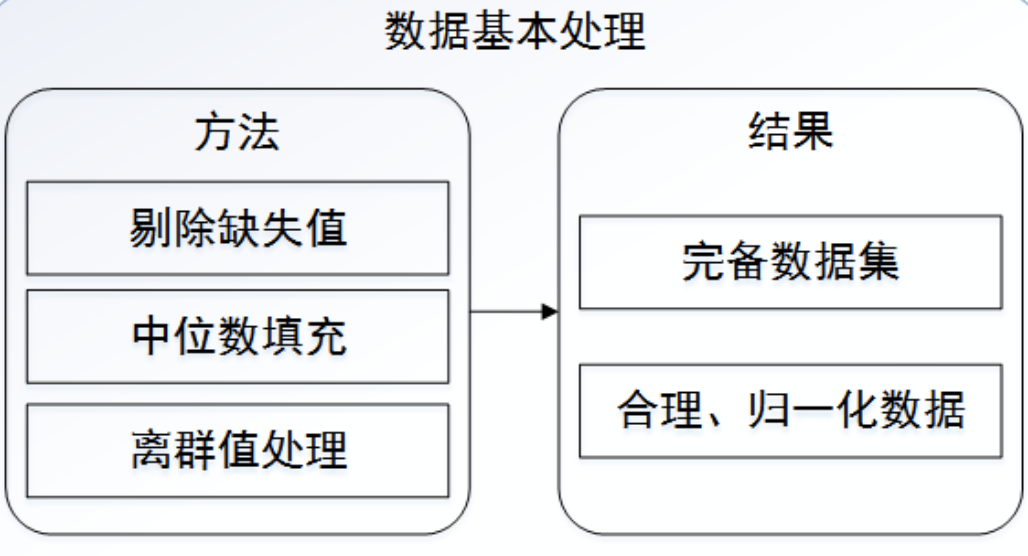 数据基本处理
方法
剔除缺失值
中位数填充
离群值处理
结果
完备数据集
合理、归一化数据